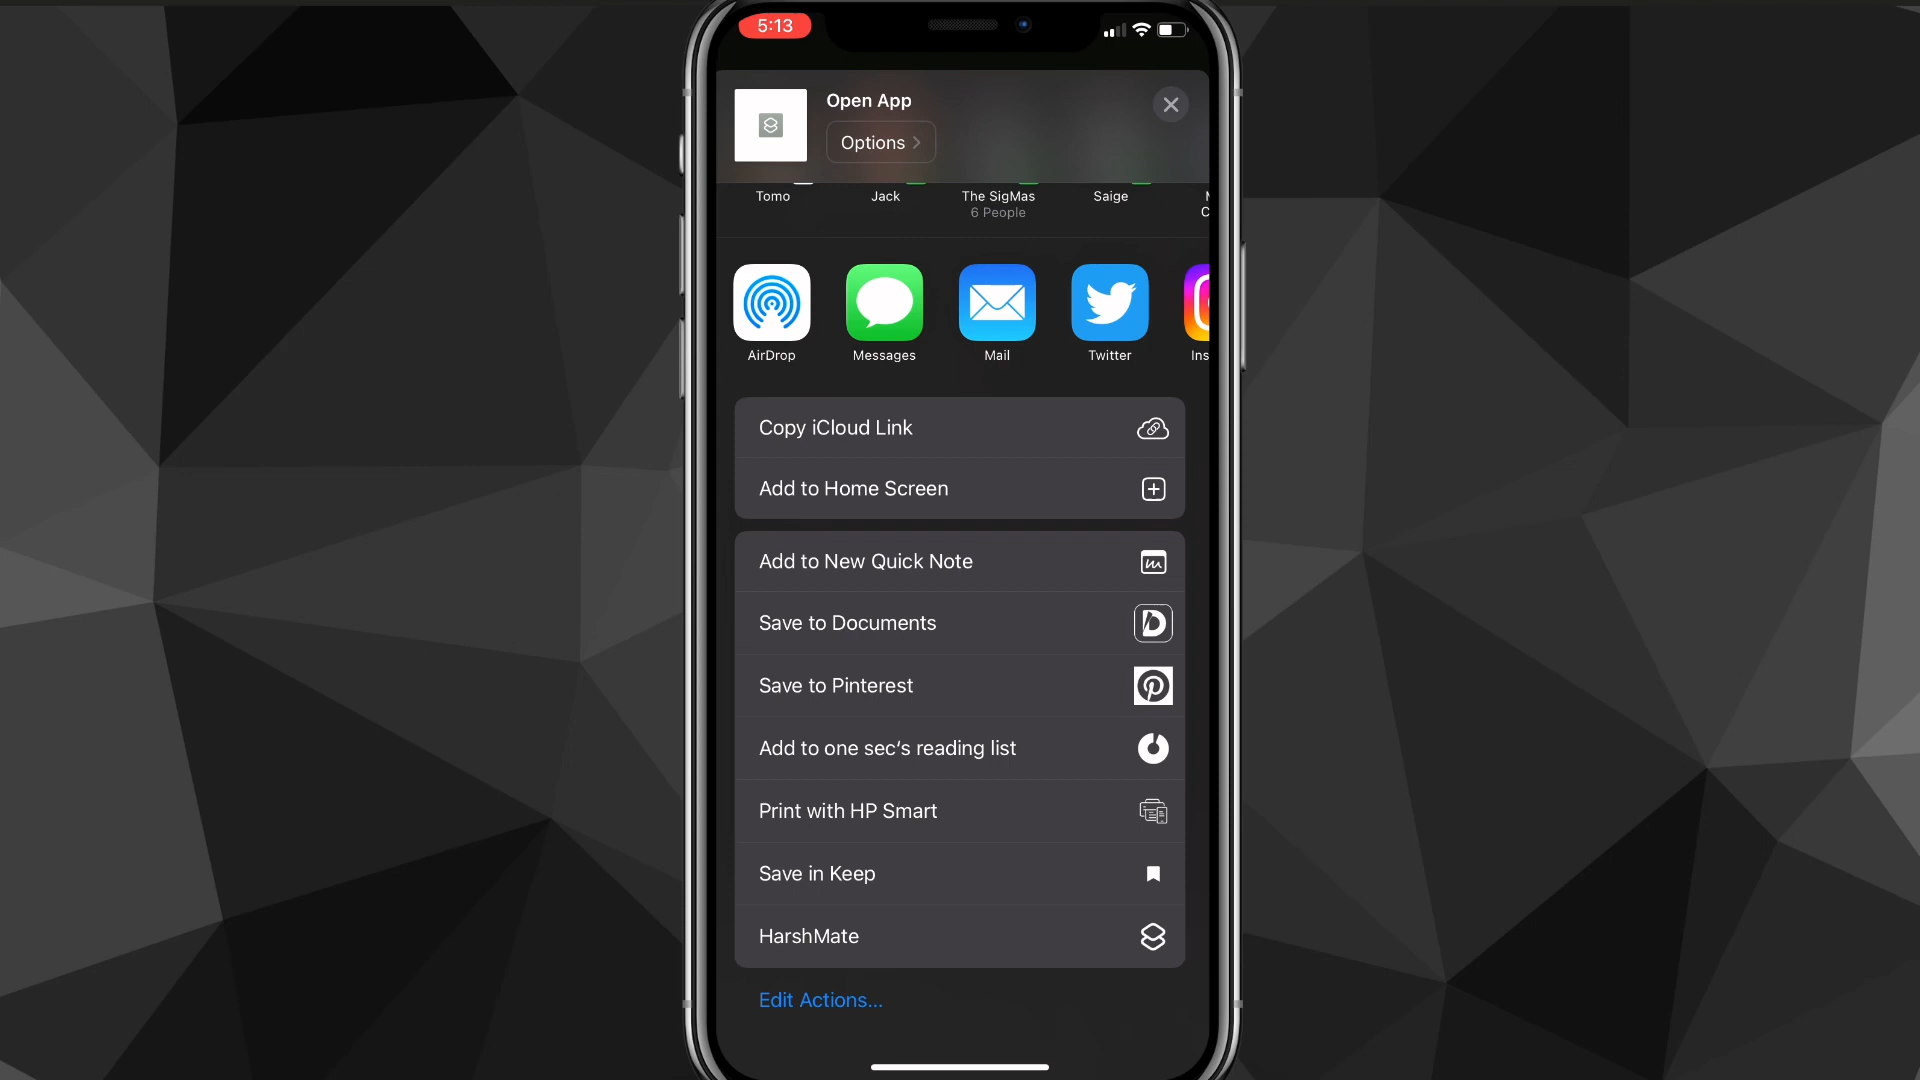 5:13
Open App
Options
Tomo
Jack
The SigMas
6 People
Saige
AirDrop
Messages
Mail
Twitter
Ins
Copy iCloud Link
Add to Home Screen
Add to New Quick Note
Save to Documents
Save to Pinterest
Add to one sec's reading list
Print with HP Smart
Save in Keep
HarshMate
Edit Actions...